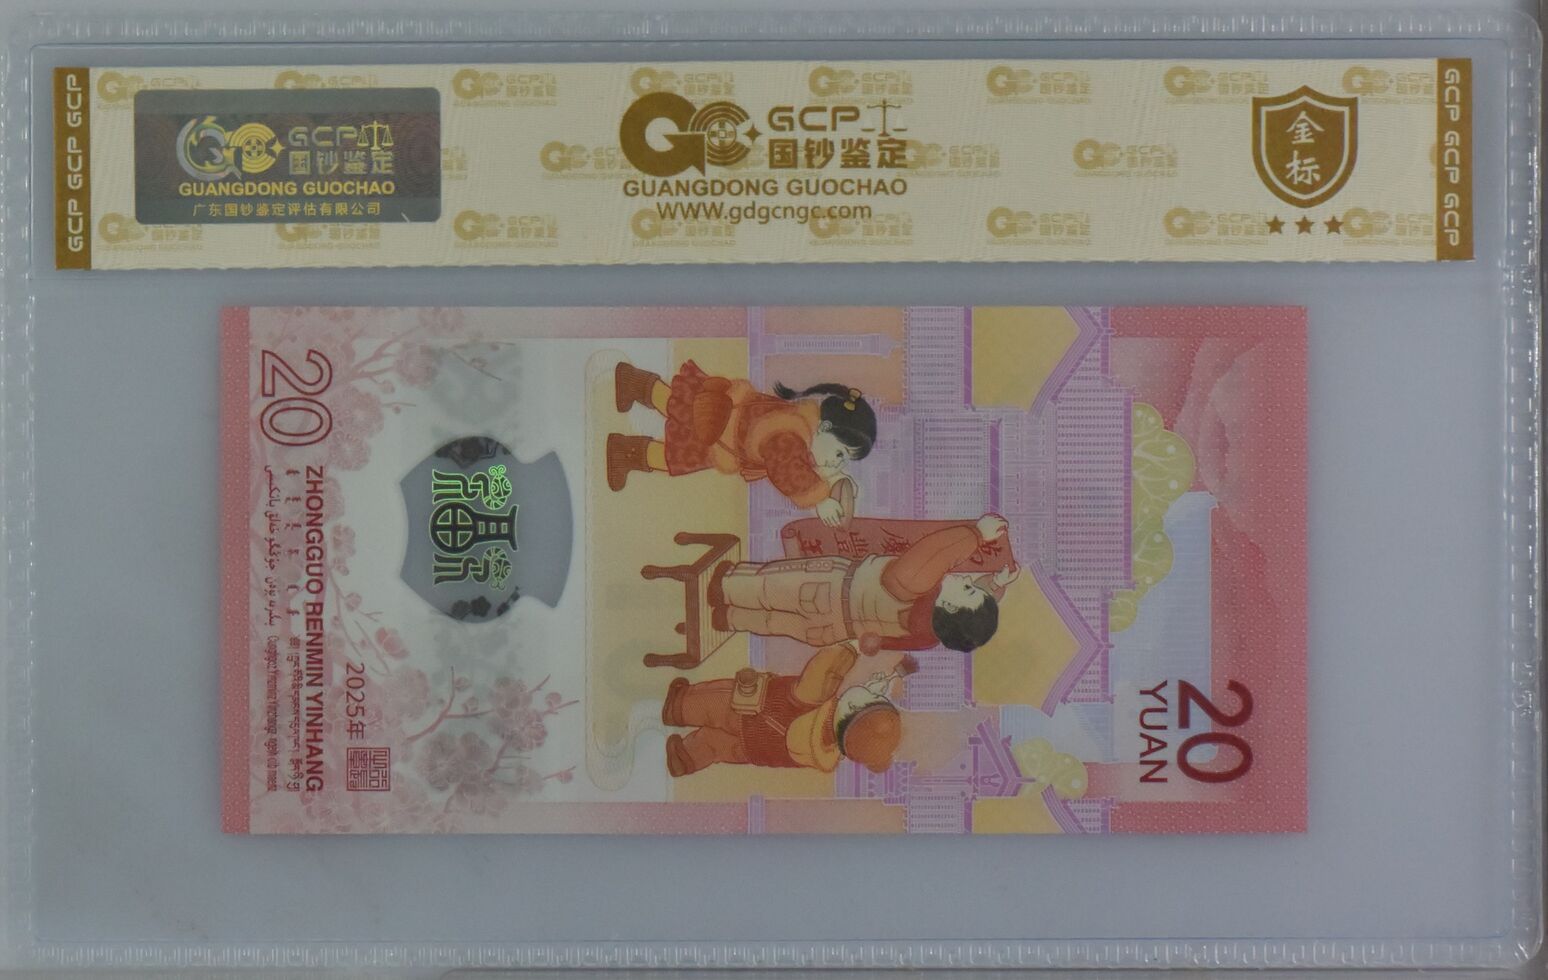 GCP GCP GCP
GCP
国钞鉴定
GUANGDONG GUOCHAO
广东国钞鉴定评估有限公司
GCP
国钞鉴定
GUANGDONG GUOCHAO
WWW.gdgcngc.com
金
标
GCP GCP GCP
20
ZHONGGUO RENMIN YINHANG
2025年
20
YUAN